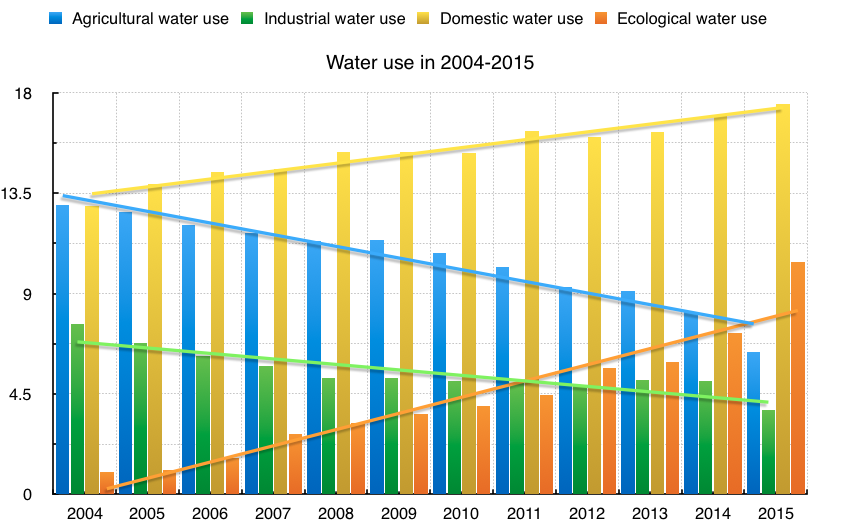 Agricultural water use Industrial water use Domestic water use Ecological water use
Water use in 2004-2015
18
13.5
9
4.5
0
2004 2005 2006 2007 2008 2009 2010 2011 2012 2013 2014 2015